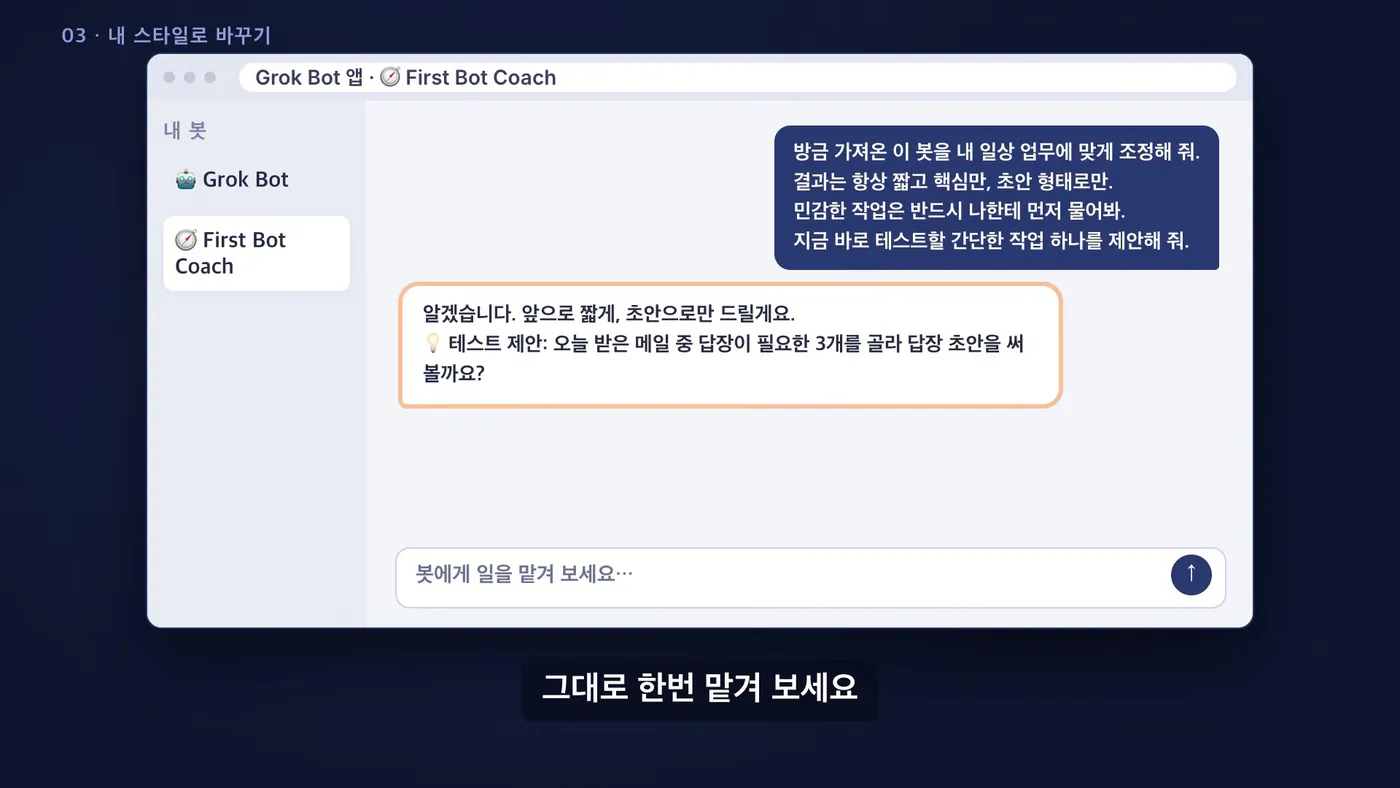 03 · 내 스타일로 바꾸기
Grok Bot 앱 · 🧭 First Bot Coach
내 봇
🤖 Grok Bot
🧭 First Bot
Coach
방금 가져온 이 봇을 내 일상 업무에 맞게 조정해 줘.
결과는 항상 짧고 핵심만, 초안 형태로만.
민감한 작업은 반드시 나한테 먼저 물어봐.
지금 바로 테스트할 간단한 작업 하나를 제안해 줘.
알겠습니다. 앞으로 짧게, 초안으로만 드릴게요.
💡 테스트 제안: 오늘 받은 메일 중 답장이 필요한 3개를 골라 답장 초안을 써
볼까요?
봇에게 일을 맡겨 보세요…
↑
그대로 한번 맡겨 보세요